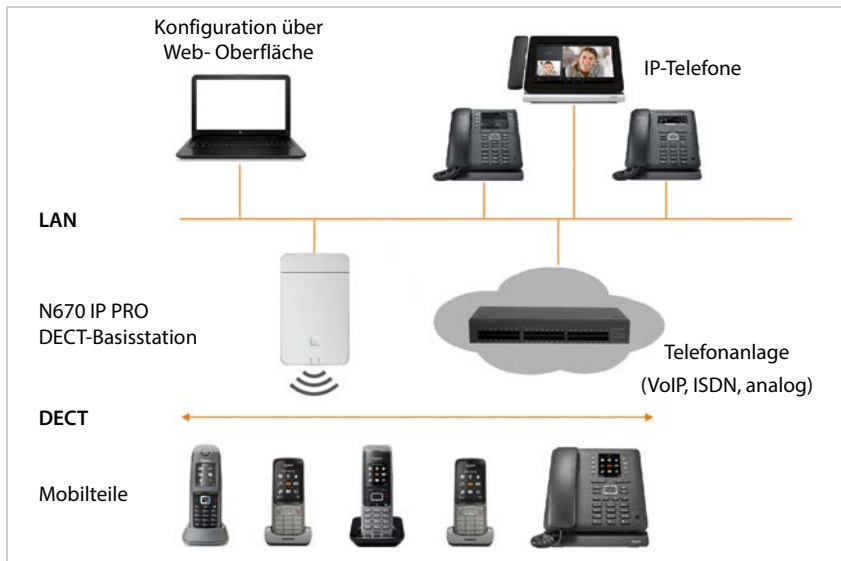 Konfiguration über
Web- Oberfläche
IP-Telefone
LAN
N670 IP PRO
DECT-Basisstation
Telefonanlage
(VoIP, ISDN, analog)
DECT
Mobilteile